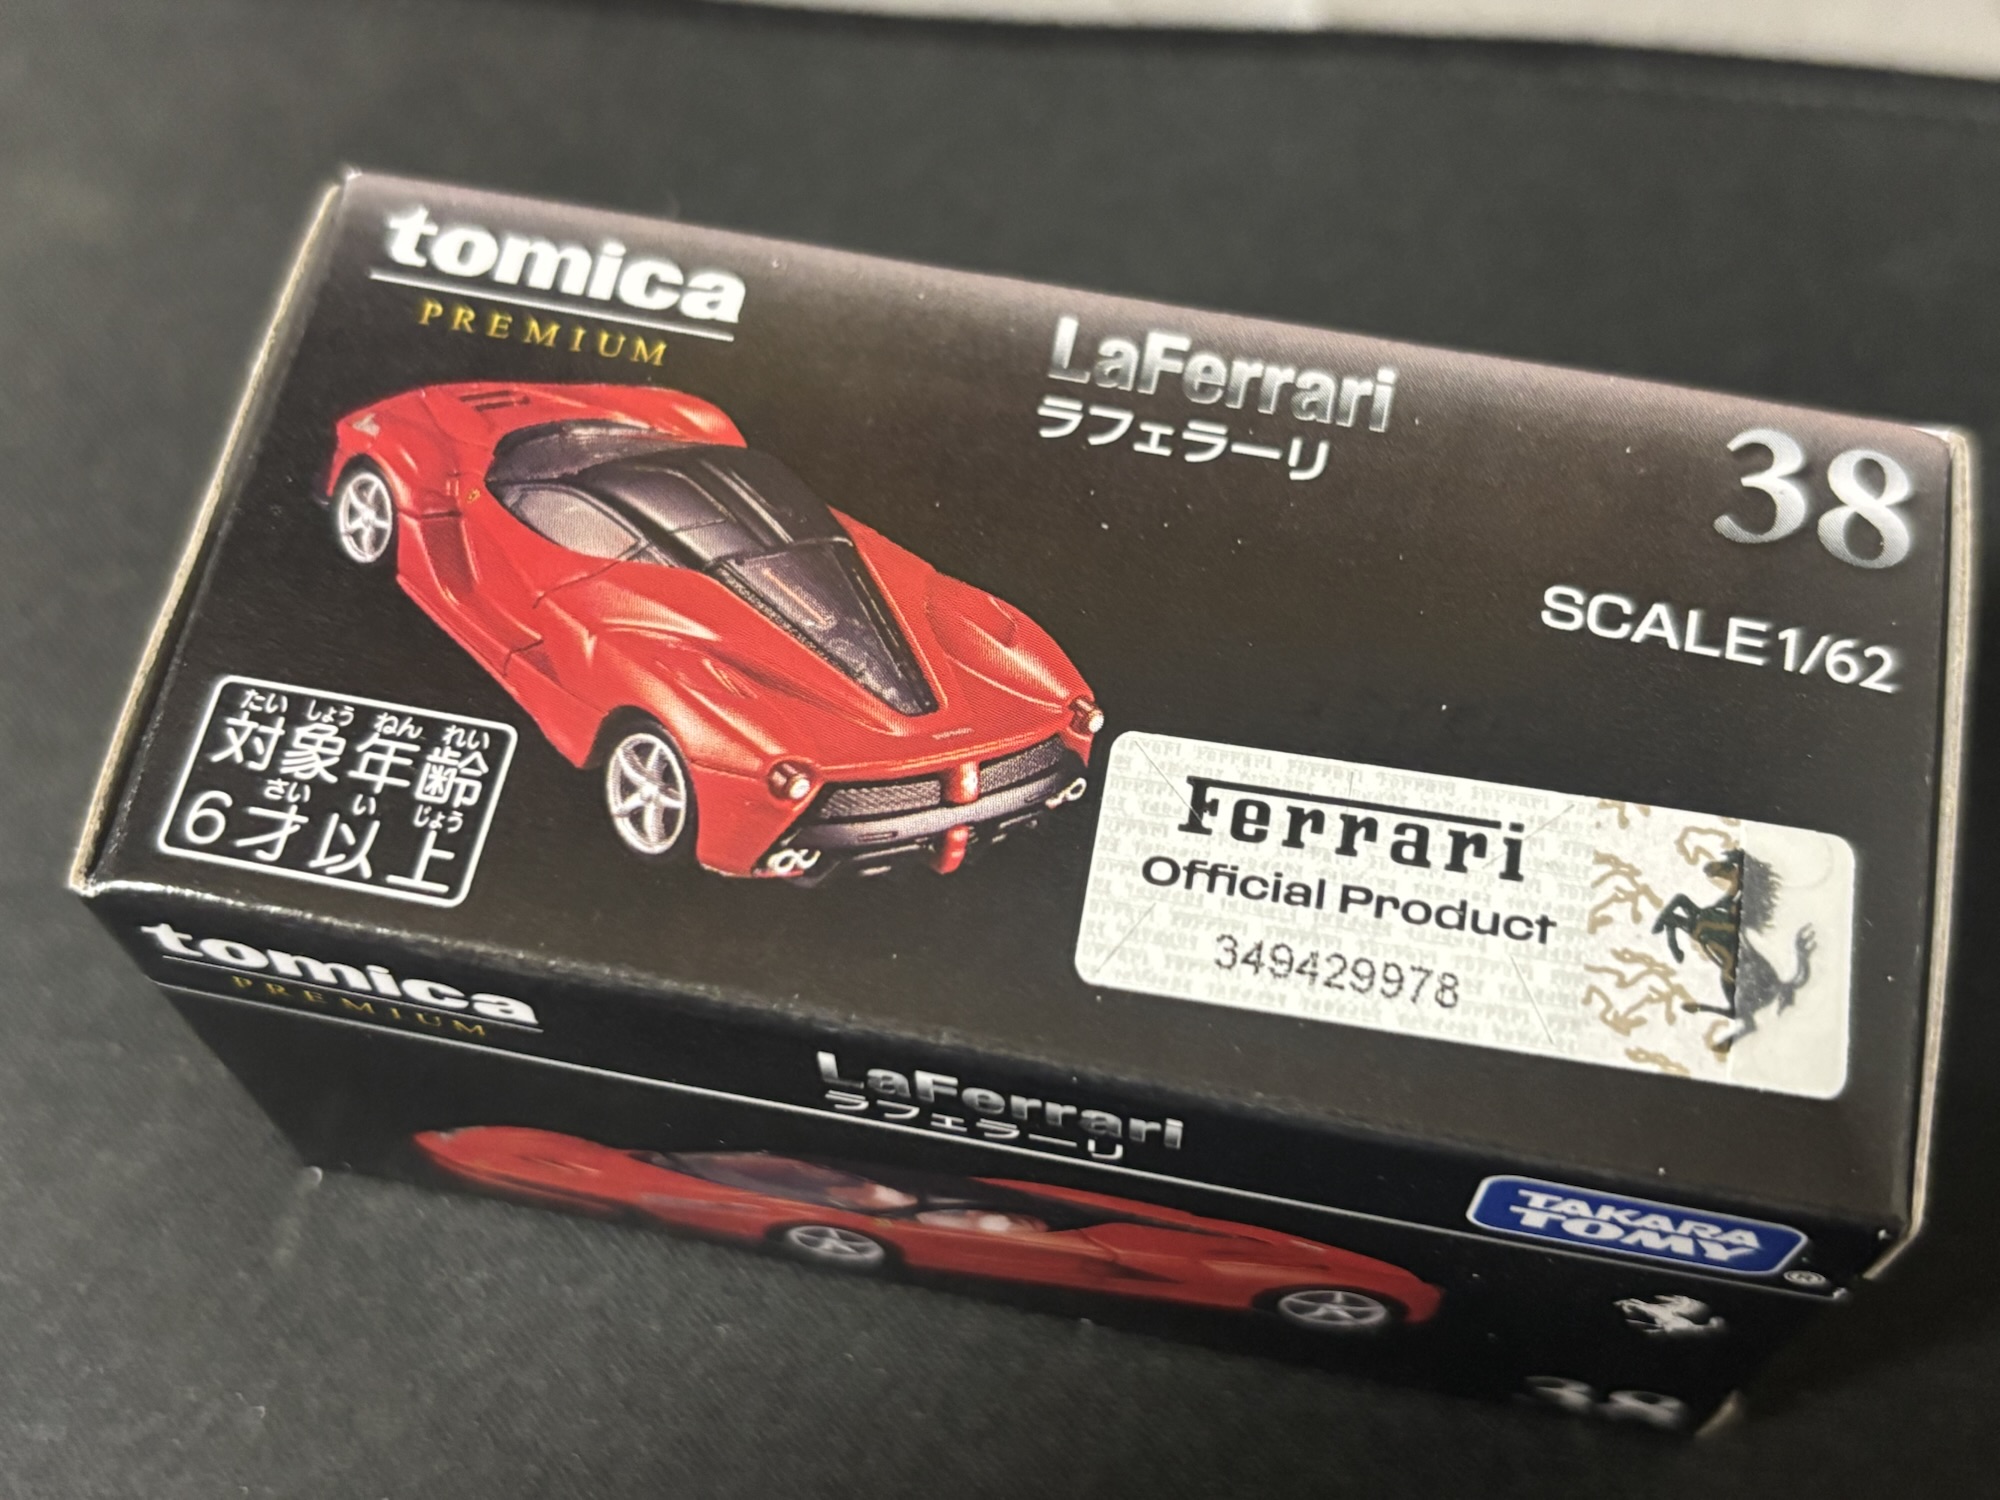 tomica
PREMIUM
LaFerrari
ラフェラーリ
38
SCALE1/62
たいしょうねんれい
対象年齢
さいいじょう
6才以上
Ferrari
Official Product
349429978
tomica
PREMIUM
LaFerrari
ラフェラーリ
TAKARA
TOMY
®
38